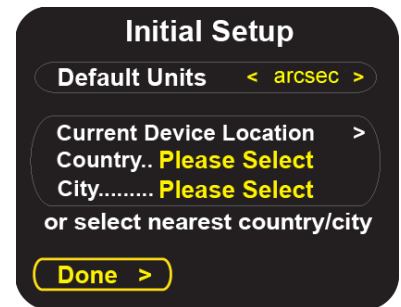 Initial Setup
Default Units < arcsec >
Current Device Location >
Country.. Please Select
City......... Please Select
or select nearest country/city
Done >